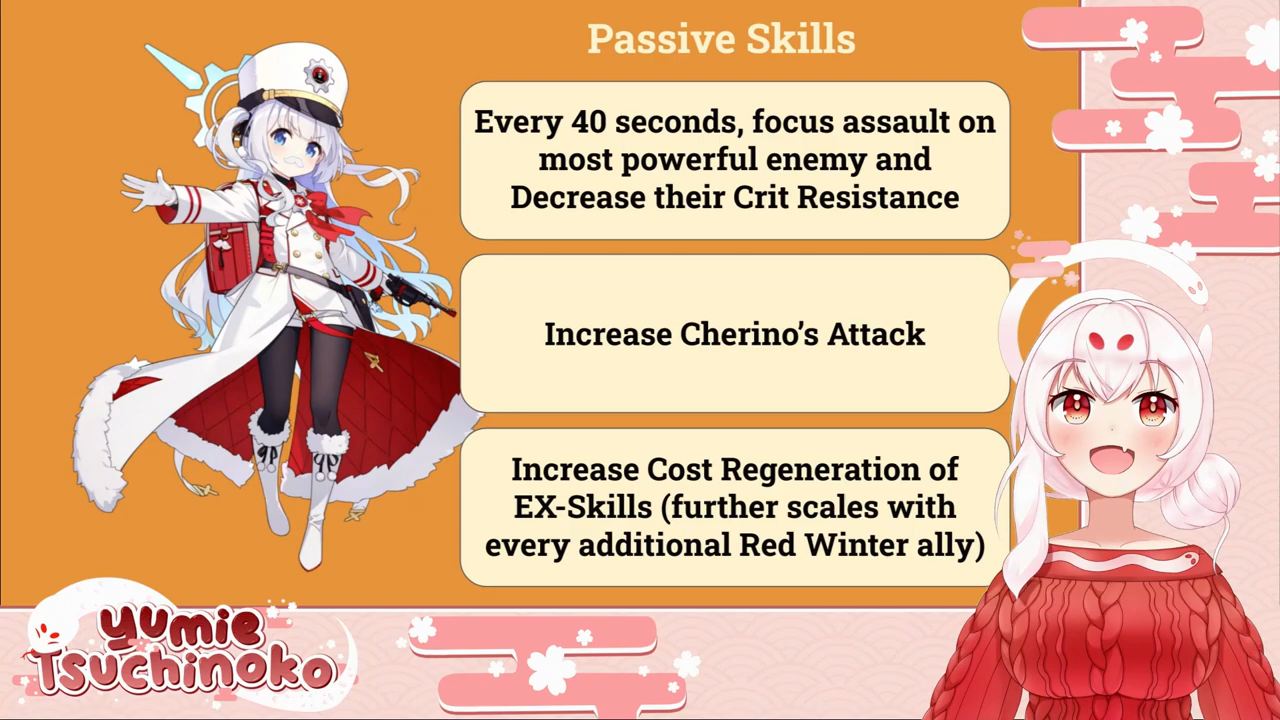 Passive Skills
Every 40 seconds, focus assault on
most powerful enemy and
Decrease their Crit Resistance
Increase Cherino’s Attack
Increase Cost Regeneration of
EX-Skills (further scales with
every additional Red Winter ally)
yumie
Tsuchinoko